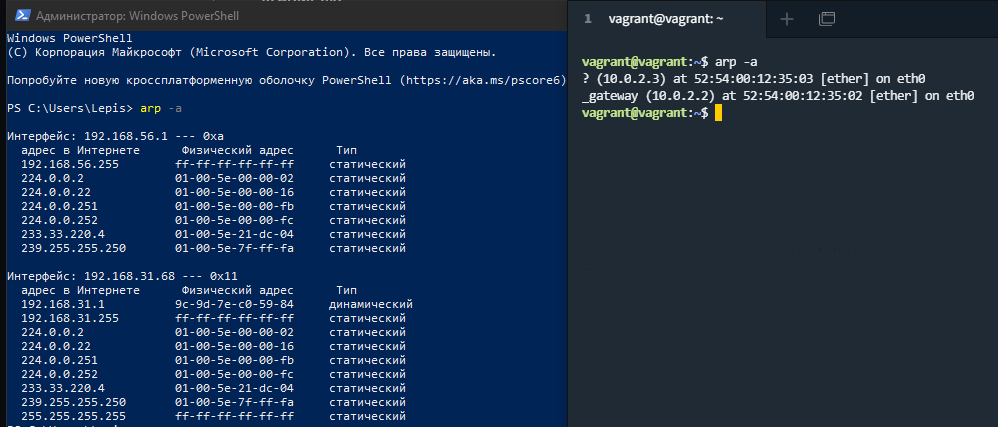 Администратор: Windows PowerShell
Windows PowerShell
(C) Корпорация Майкрософт (Microsoft Corporation). Все права защищены.
Попробуйте новую кроссплатформенную оболочку PowerShell (https://aka.ms/pscore6)
PS C:\Users\Lepis> arp -a
Интерфейс: 192.168.56.1 --- 0xa
адрес в Интернете Физический адрес Тип
192.168.56.255 ff-ff-ff-ff-ff-ff статический
224.0.0.2 01-00-5e-00-00-02 статический
224.0.0.22 01-00-5e-00-00-16 статический
224.0.0.251 01-00-5e-00-00-fb статический
224.0.0.252 01-00-5e-00-00-fc статический
233.33.220.4 01-00-5e-21-dc-04 статический
239.255.255.250 01-00-5e-7f-ff-fa статический
Интерфейс: 192.168.31.68 --- 0x11
адрес в Интернете Физический адрес Тип
192.168.31.1 9c-9d-7e-c0-59-84 динамический
192.168.31.255 ff-ff-ff-ff-ff-ff статический
224.0.0.2 01-00-5e-00-00-02 статический
224.0.0.22 01-00-5e-00-00-16 статический
224.0.0.251 01-00-5e-00-00-fb статический
224.0.0.252 01-00-5e-00-00-fc статический
233.33.220.4 01-00-5e-21-dc-04 статический
239.255.255.250 01-00-5e-7f-ff-fa статический
255.255.255.255 ff-ff-ff-ff-ff-ff статический
1 vagrant@vagrant: ~
vagrant@vagrant:~$ arp -a
? (10.0.2.3) at 52:54:00:12:35:03 [ether] on eth0
_gateway (10.0.2.2) at 52:54:00:12:35:02 [ether] on eth0
vagrant@vagrant:~$